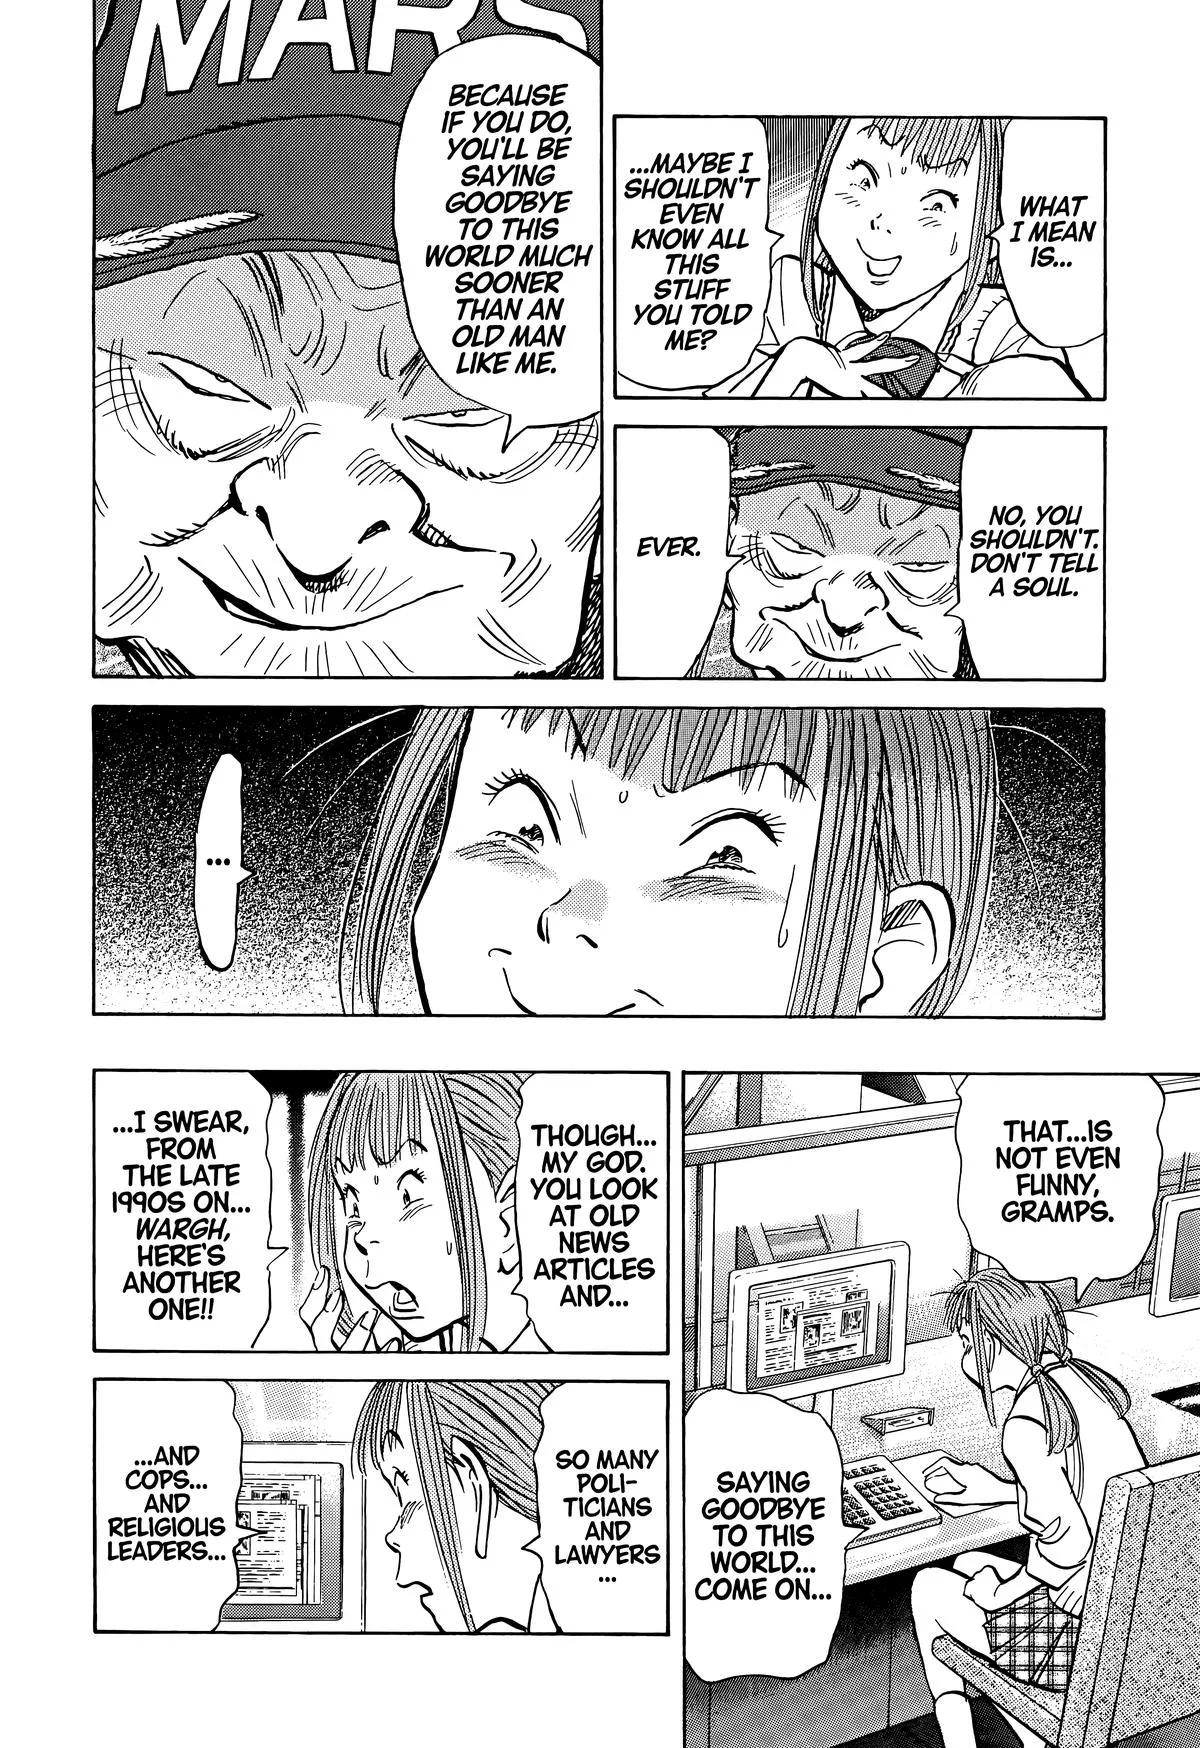 WHAT
I MEAN
IS...
...MAYBE I
SHOULDN'T
EVEN
KNOW ALL
THIS
STUFF
YOU TOLD
ME?
NO, YOU
SHOULDN'T.
DON'T TELL
A SOUL.
EVER.
MARS
BECAUSE
IF YOU DO,
YOU'LL BE
SAYING
GOODBYE
TO THIS
WORLD MUCH
SOONER
THAN AN
OLD MAN
LIKE ME.
...
THAT...IS
NOT EVEN
FUNNY,
GRAMPS.
SAYING
GOODBYE
TO THIS
WORLD...
COME ON...
THOUGH...
MY GOD.
YOU LOOK
AT OLD
NEWS
ARTICLES
AND...
...I SWEAR,
FROM
THE LATE
1990S ON...
WARGH,
HERE'S
ANOTHER
ONE!!
SO MANY
POLI-
TICIANS
AND
LAWYERS
...
...AND
COPS...
AND
RELIGIOUS
LEADERS...